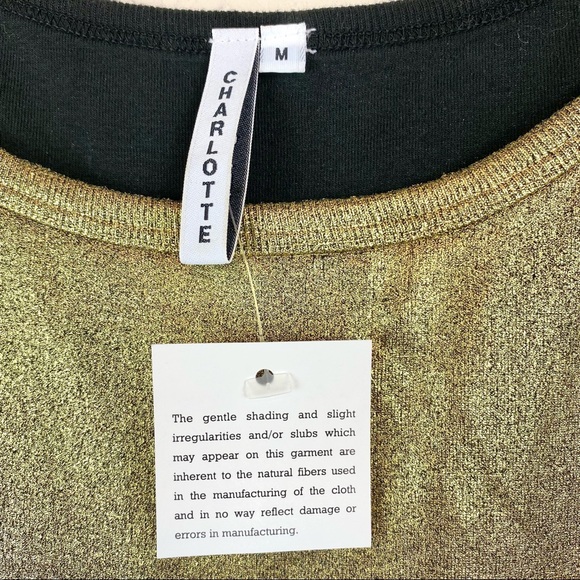 M
CHARLOTTE
The gentle shading and slight
irregularities and/or slubs which
may appear on this garment are
inherent to the natural fibers used
in the manufacturing of the cloth
and in no way reflect damage or
errors in manufacturing.